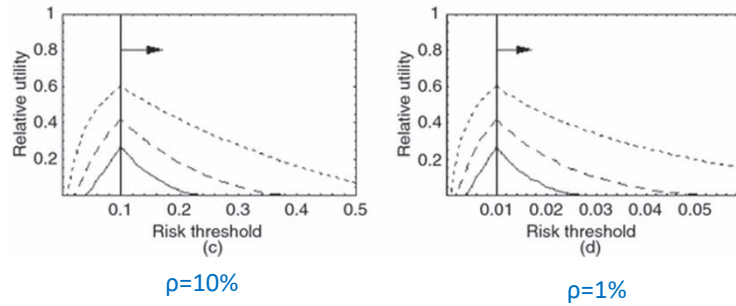 1
0.8
0.6
0.4
0.2
Relative utility
0.1 0.2 0.3 0.4 0.5
Risk threshold
(c)
ρ=10%
1
0.8
0.6
0.4
0.2
Relative utility
0.01 0.02 0.03 0.04 0.05
Risk threshold
(d)
ρ=1%